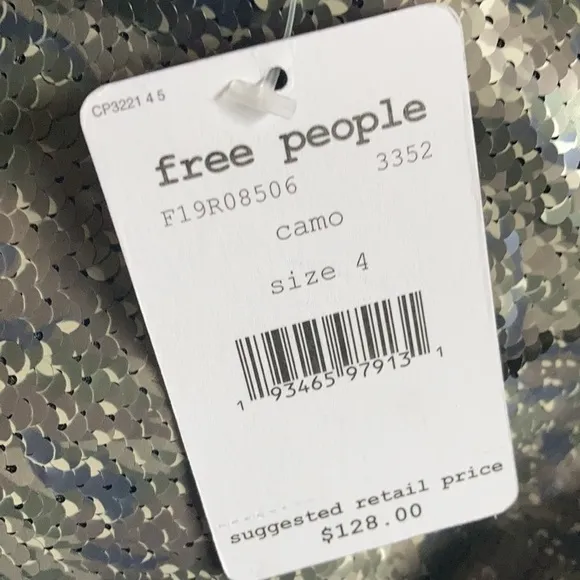 CP3221 4 5
free people
F19R08506 3352
camo
size 4
1 93465 97913 1
suggested retail price
$128.00